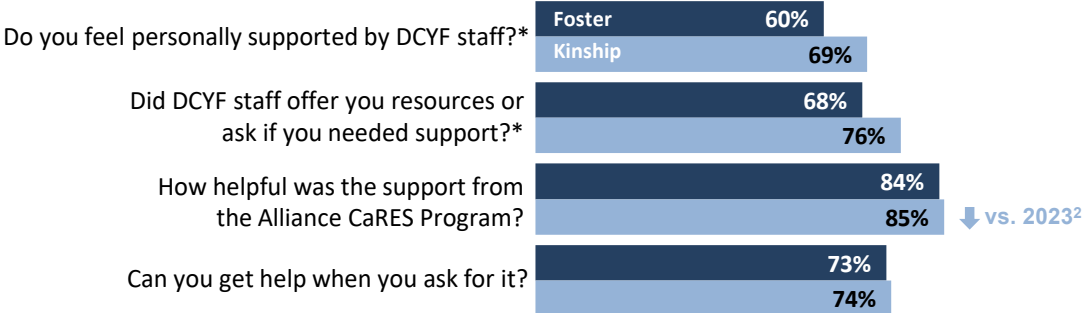 Do you feel personally supported by DCYF staff?*
Foster 60%
Kinship 69%
Did DCYF staff offer you resources or
ask if you needed support?*
68%
76%
How helpful was the support from
the Alliance CaRES Program?
84%
85% vs. 2023²
Can you get help when you ask for it?
73%
74%